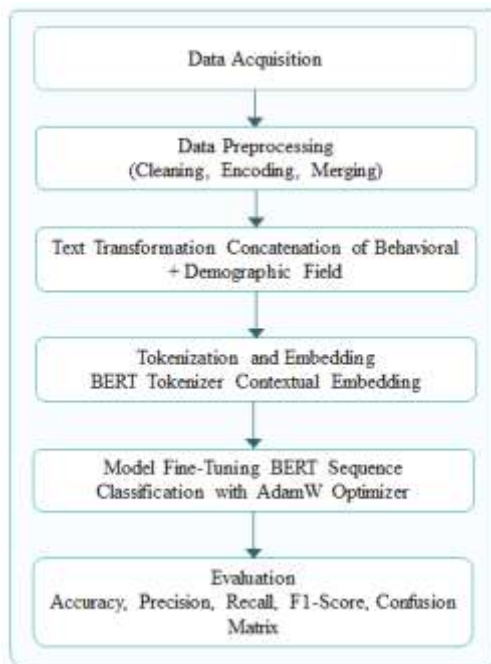 Data Acquisition
Data Preprocessing
(Cleaning, Encoding, Merging)
Text Transformation Concatenation of Behavioral
+ Demographic Field
Tokenization and Embedding
BERT Tokenizer Contextual Embedding
Model Fine-Tuning BERT Sequence
Classification with AdamW Optimizer
Evaluation
Accuracy, Precision, Recall, F1-Score, Confusion
Matrix